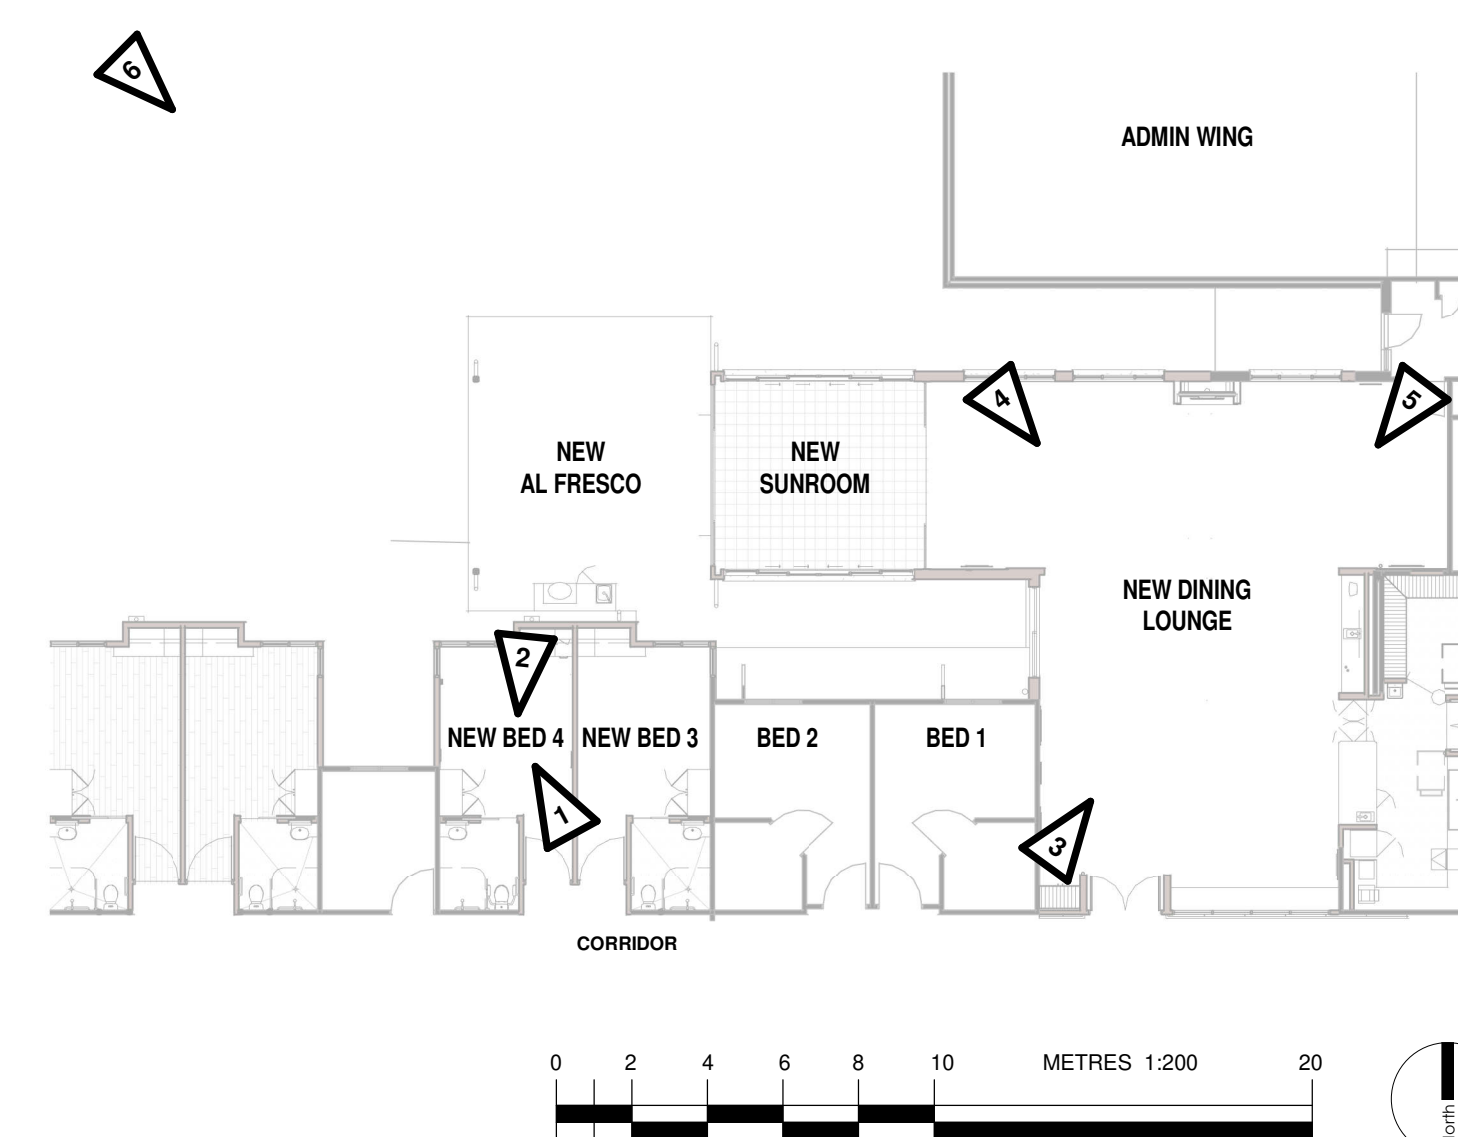 6
ADMIN WING
4
5
NEW
AL FRESCO
NEW
SUNROOM
NEW DINING
LOUNGE
2
NEW BED 4
NEW BED 3
BED 2
BED 1
1
3
CORRIDOR
0 2 4 6 8 10 METRES 1:200 20